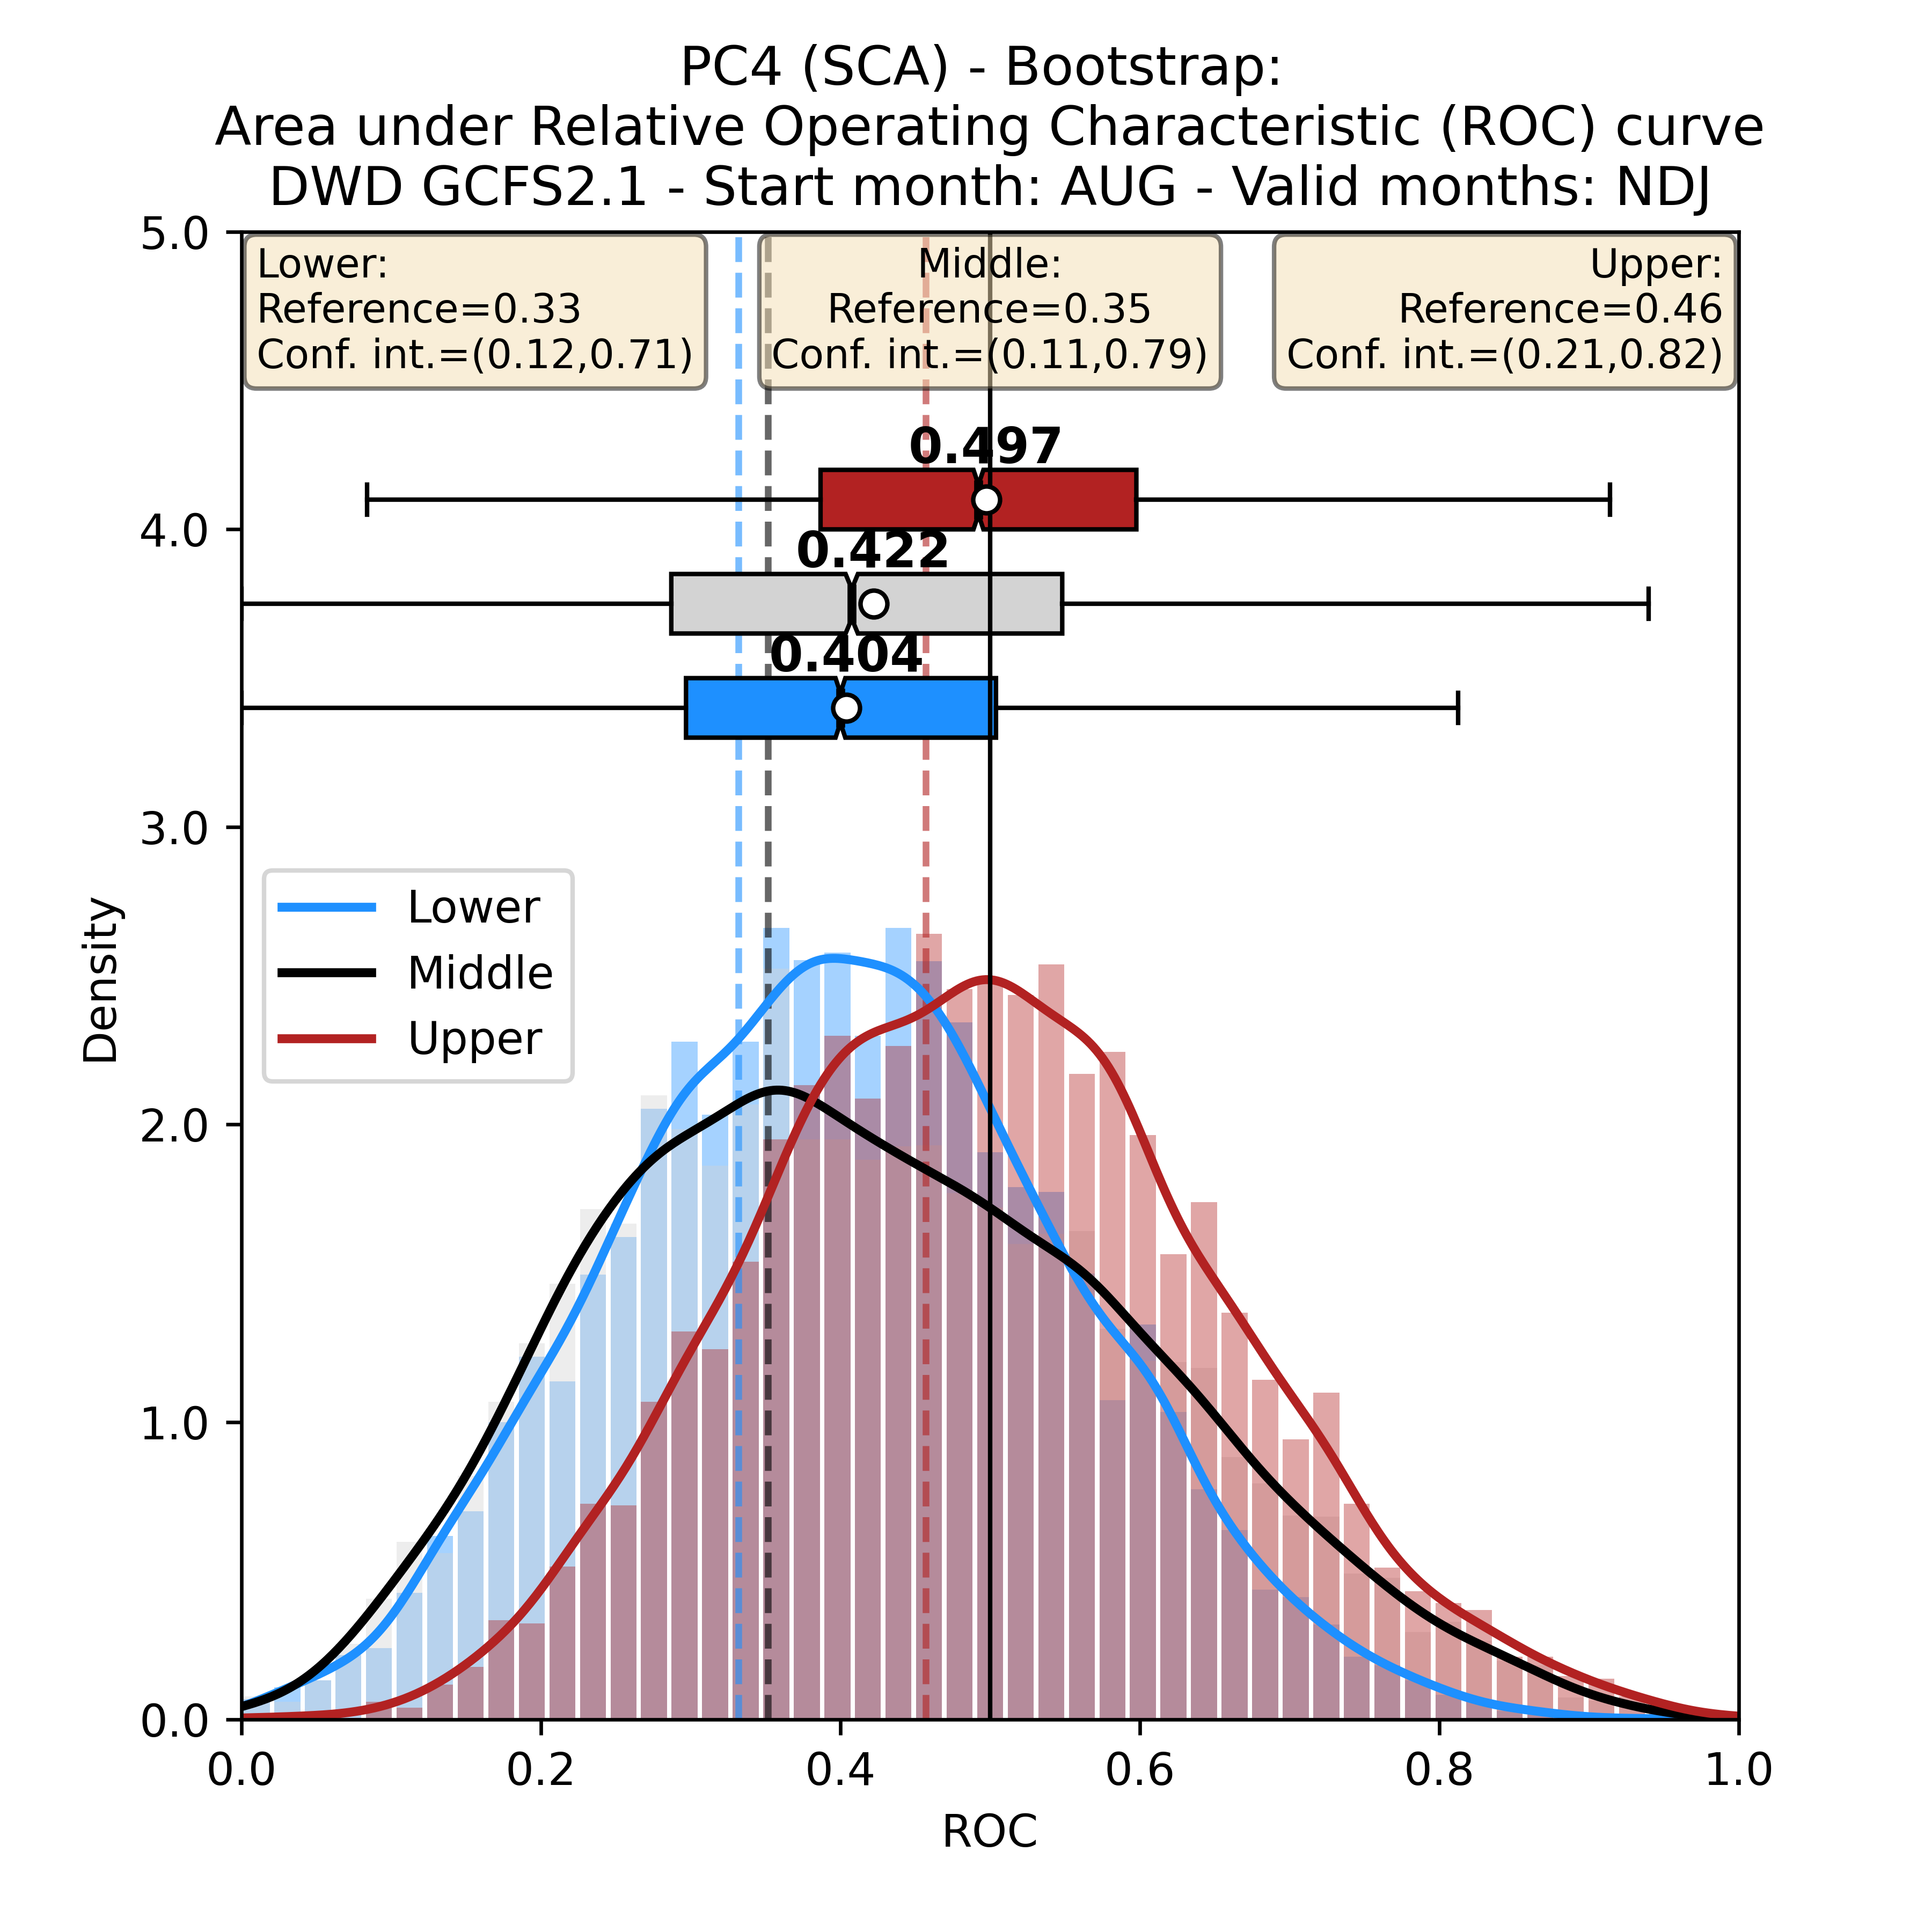 PC4 (SCA) - Bootstrap:
Area under Relative Operating Characteristic (ROC) curve
DWD GCFS2.1 - Start month: AUG - Valid months: NDJ
Lower:
Reference=0.33
Conf. int.=(0.12,0.71)
Middle:
Reference=0.35
Conf. int.=(0.11,0.79)
Upper:
Reference=0.46
Conf. int.=(0.21,0.82)
0.497
0.422
0.404
5.0
4.0
3.0
2.0
1.0
0.0
Density
Lower
Middle
Upper
0.0
0.2
0.4
0.6
0.8
1.0
ROC